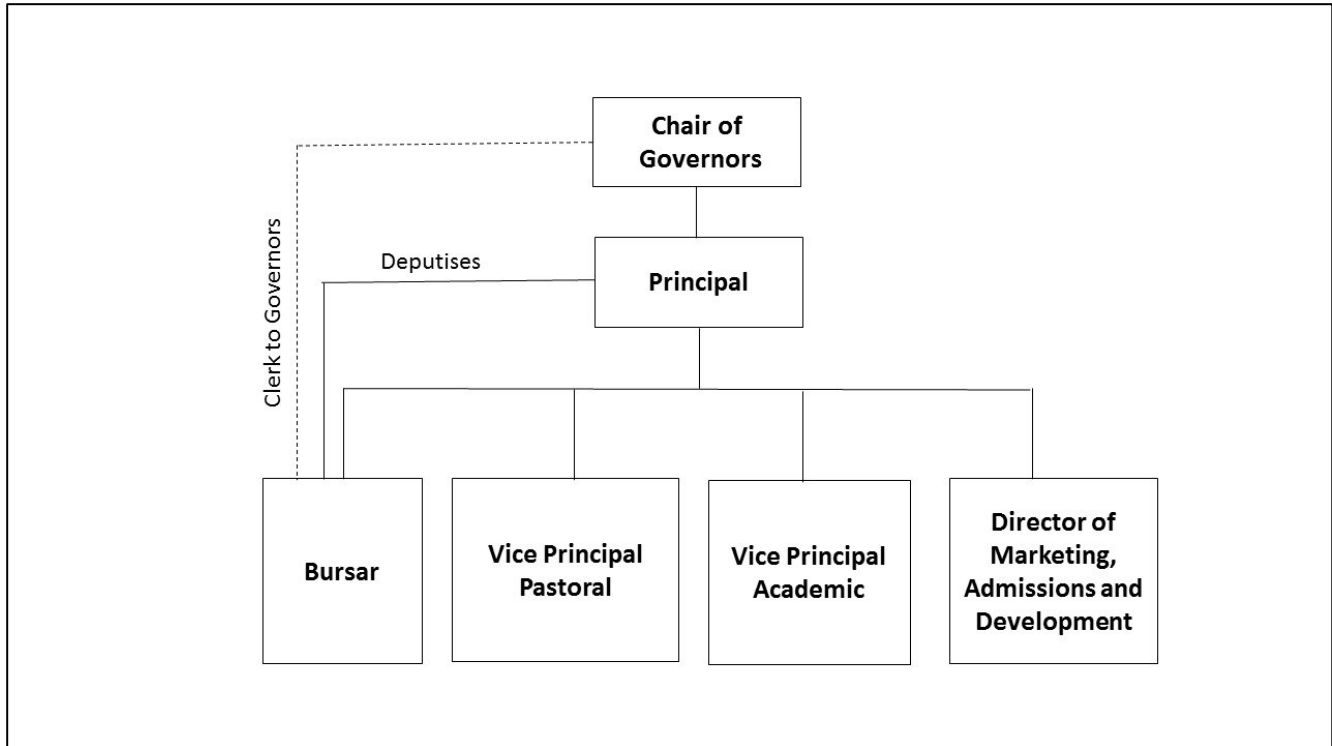 Chair of
Governors
Clerk to Governors
Deputises
Principal
Bursar
Vice Principal
Pastoral
Vice Principal
Academic
Director of
Marketing,
Admissions and
Development